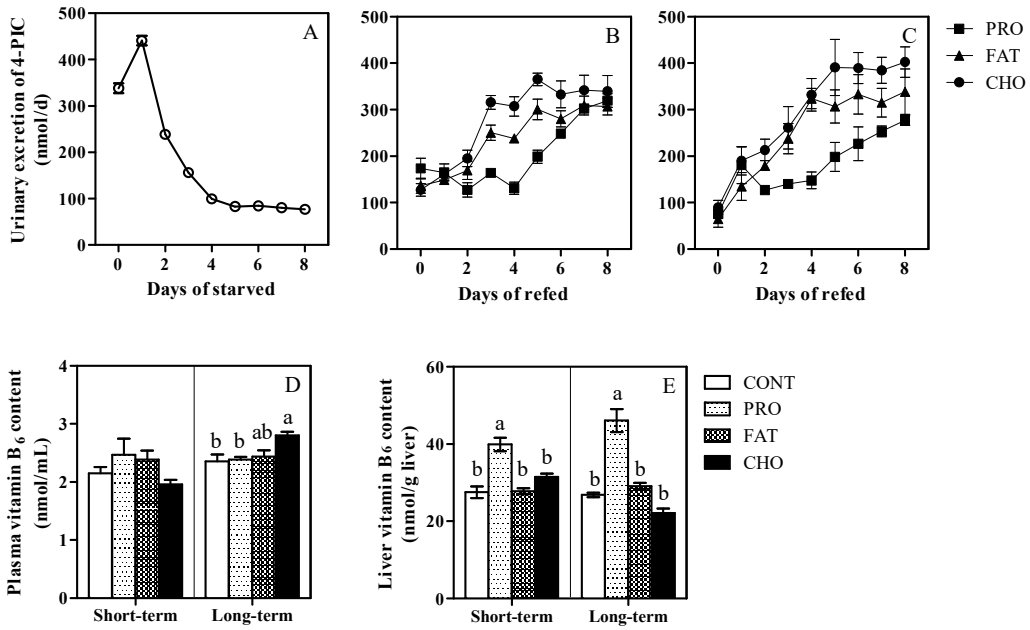 Urinary excretion of 4-PIC
(nmol/d)
500
400
300
200
100
0
A
0 2 4 6 8
Days of starved
500
400
300
200
100
0
B
0 2 4 6 8
Days of refed
500
400
300
200
100
0
C
0 2 4 6 8
Days of refed
PRO
FAT
CHO
Plasma vitamin B 6 content
(nmol/mL)
4
3
2
1
0
D
b b ab a
Short-term Long-term
Liver vitamin B6 content
(nmol/g liver)
60
40
20
0
E
b a b b
b a b b
Short-term Long-term
CONT
PRO
FAT
CHO